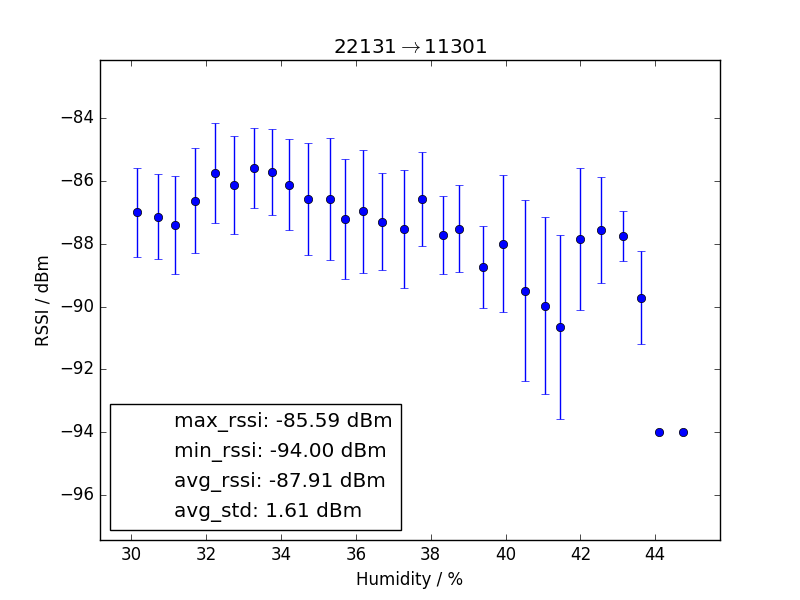 22131→11301
RSSI / dBm
−84
−86
−88
−90
−92
−94
−96
max_rssi: -85.59 dBm
min_rssi: -94.00 dBm
avg_rssi: -87.91 dBm
avg_std: 1.61 dBm
30 32 34 36 38 40 42 44
Humidity / %